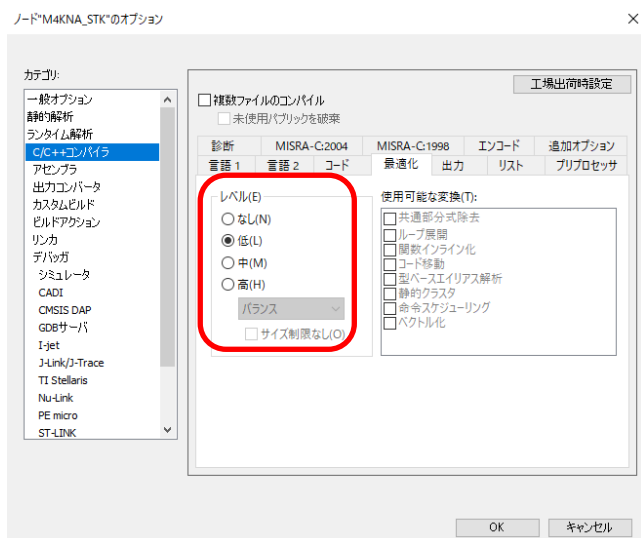 ノード"M4KNA_STK"のオプション
カテゴリ:
一般オプション
静的解析
ランタイム解析
C/C++コンパイラ
アセンブラ
出力コンバータ
カスタムビルド
ビルドアクション
リンカ
デバッガ
シミュレータ
CADI
CMSIS DAP
GDBサーバ
I-jet
J-Link/J-Trace
TI Stellaris
Nu-Link
PE micro
ST-LINK
工場出荷時設定
複数ファイルのコンパイル
未使用パブリックを破棄
診断 MISRA-C:2004 MISRA-C:1998 エンコード 追加オプション
言語 1 言語 2 コード 最適化 出力 リスト プリプロセッサ
レベル(E)
なし(N)
低(L)
中(M)
高(H)
バランス
サイズ制限なし(O)
使用可能な変換(T):
共通部分式除去
ループ展開
関数インライン化
コード移動
型ベースエイリアス解析
静的クラスタ
命令スケジューリング
ベクトル化
OK キャンセル